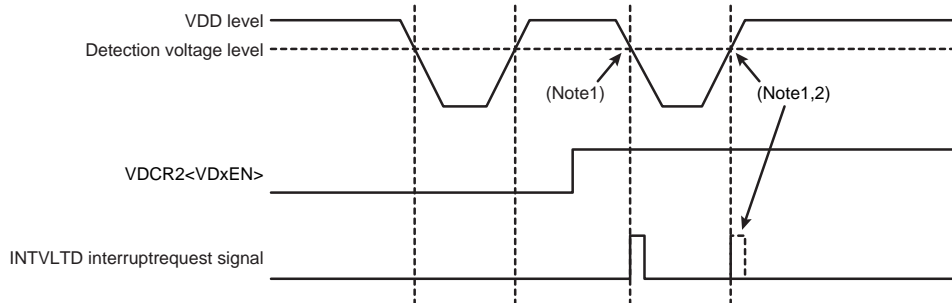 VDD level
Detection voltage level
(Note1)
(Note1,2)
VDCR2<VDxEN>
INTVLTD interruptrequest signal